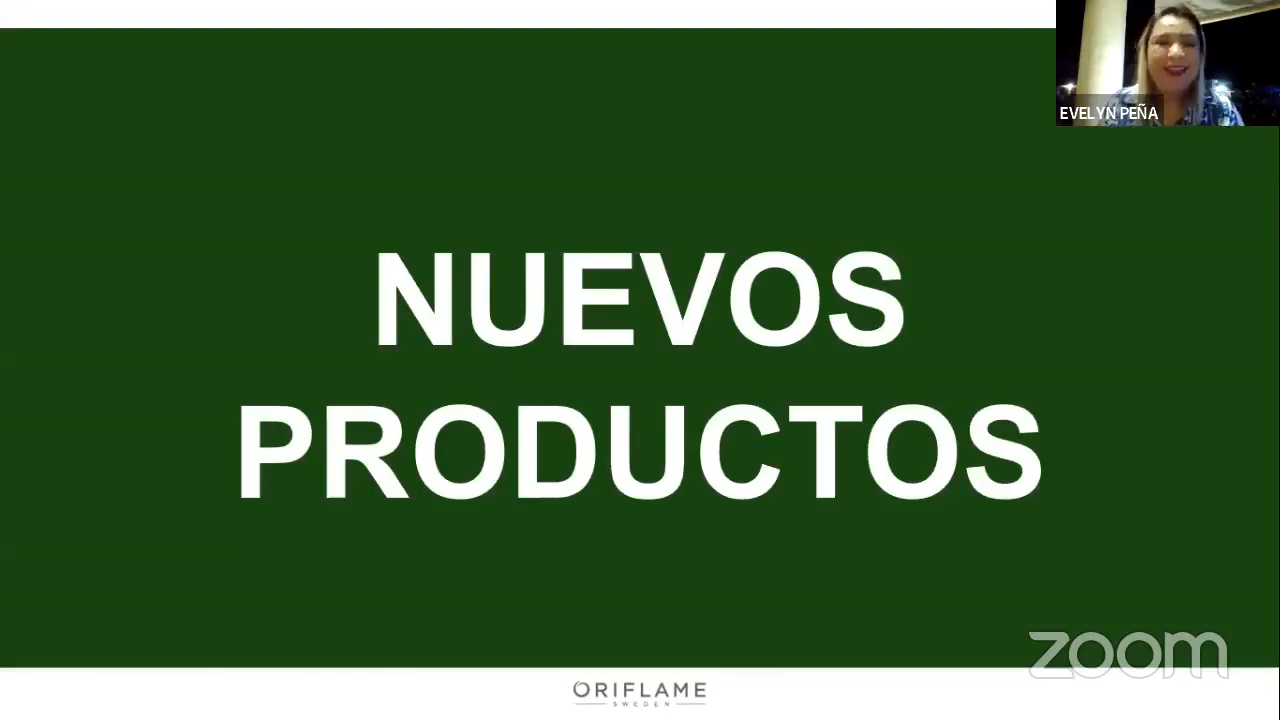 EVELYN PEÑA
NUEVOS
PRODUCTOS
zoom
ORIFLAME
SWEDEN